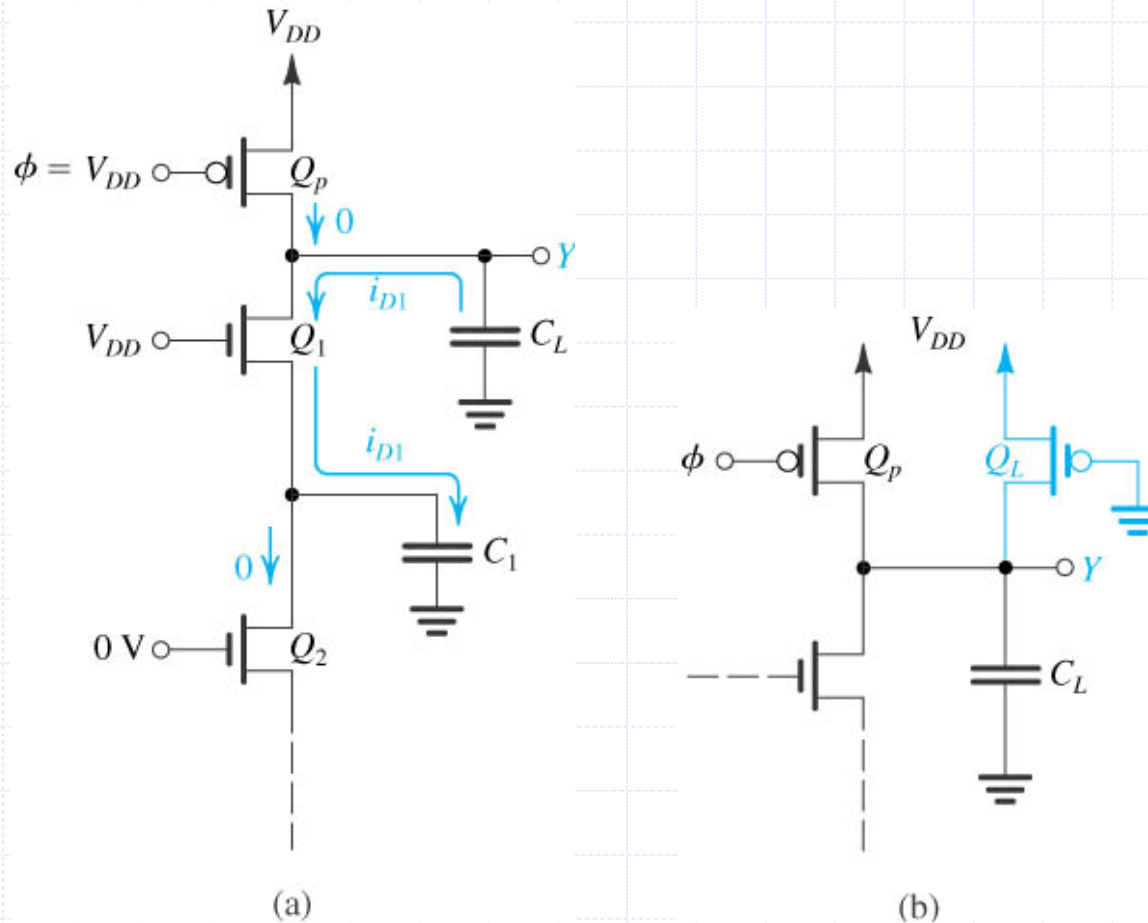 V_DD
ϕ = V_DD
Q_p
0
Y
i_D1
V_DD
Q_1
C_L
i_D1
0
C_1
0 V
Q_2
(a)
V_DD
ϕ
Q_p
Q_L
Y
C_L
(b)